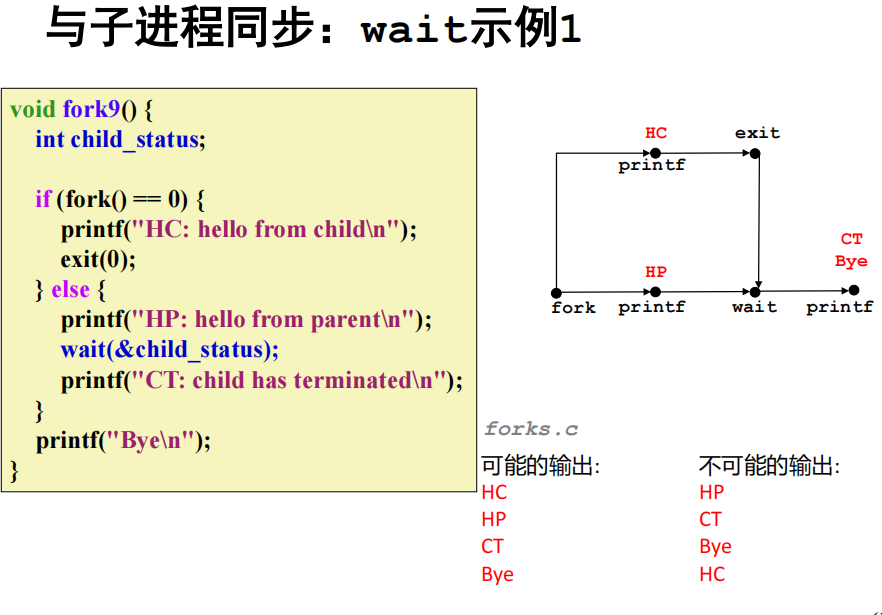 与子进程同步：wait示例1
void fork9() {
int child_status;
if (fork() == 0) {
printf("HC: hello from child\n");
exit(0);
} else {
printf("HP: hello from parent\n");
wait(&child_status);
printf("CT: child has terminated\n");
}
printf("Bye\n");
}
HC
exit
printf
CT
Bye
HP
fork
printf
wait
printf
forks.c
可能的输出:
HC
HP
CT
Bye
不可能的输出:
HP
CT
Bye
HC